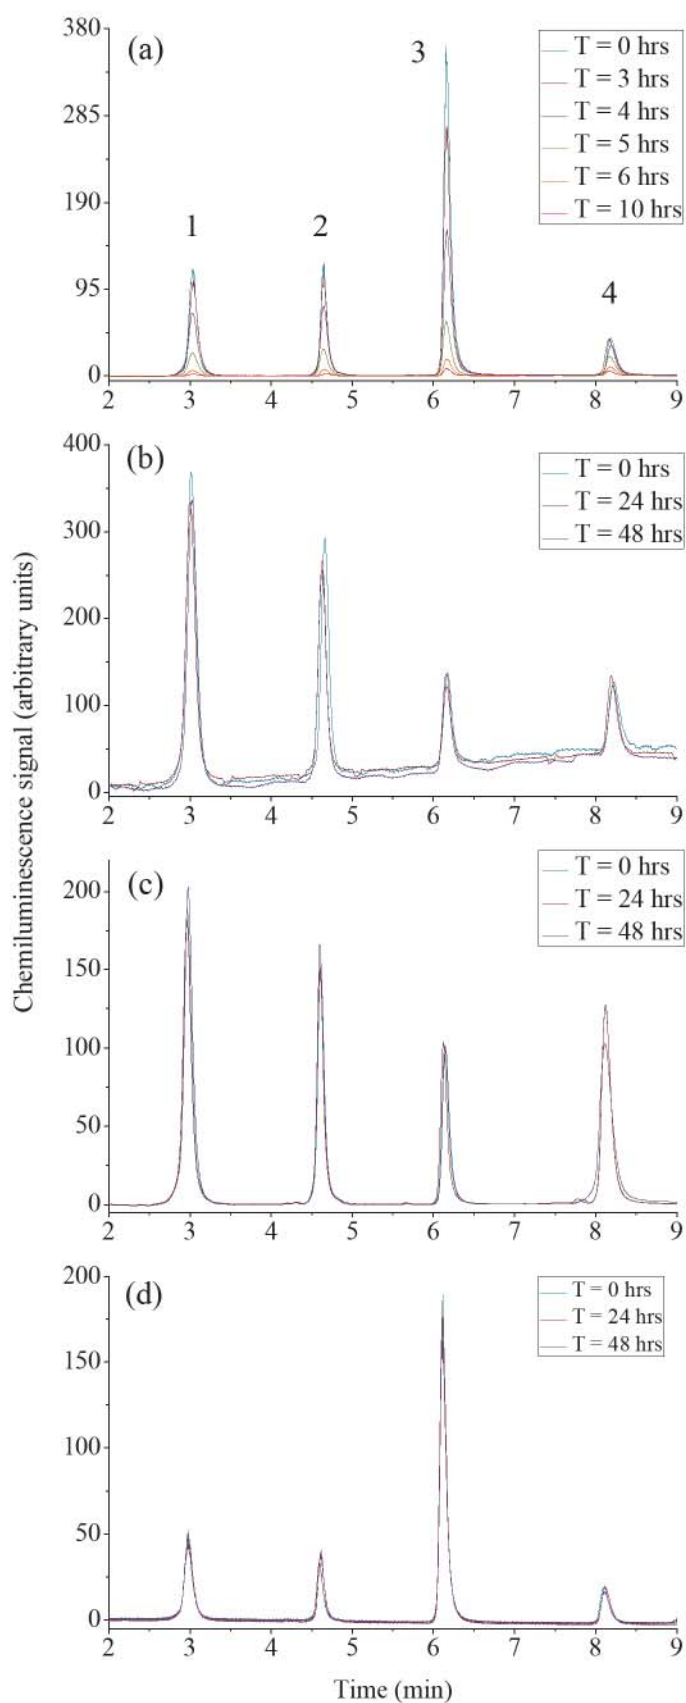 (a)
380
285
190
95
0
1
2
3
4
T = 0 hrs
T = 3 hrs
T = 4 hrs
T = 5 hrs
T = 6 hrs
T = 10 hrs
2 3 4 5 6 7 8 9
(b)
400
300
200
100
0
T = 0 hrs
T = 24 hrs
T = 48 hrs
2 3 4 5 6 7 8 9
Chemiluminescence signal (arbitrary units)
(c)
200
150
100
50
0
T = 0 hrs
T = 24 hrs
T = 48 hrs
2 3 4 5 6 7 8 9
(d)
200
150
100
50
0
T = 0 hrs
T = 24 hrs
T = 48 hrs
2 3 4 5 6 7 8 9
Time (min)